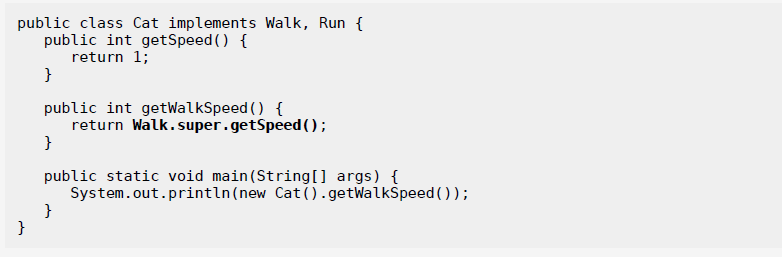 public class Cat implements Walk, Run {
   public int getSpeed() {
      return 1;
   }

   public int getWalkSpeed() {
      return Walk.super.getSpeed();
   }

   public static void main(String[] args) {
      System.out.println(new Cat().getWalkSpeed());
   }
}